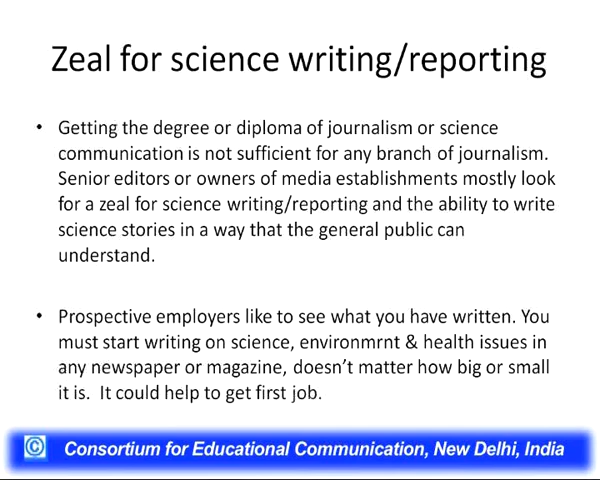 Zeal for science writing/reporting
• Getting the degree or diploma of journalism or science
communication is not sufficient for any branch of journalism.
Senior editors or owners of media establishments mostly look
for a zeal for science writing/reporting and the ability to write
science stories in a way that the general public can
understand.
• Prospective employers like to see what you have written. You
must start writing on science, environmrnt & health issues in
any newspaper or magazine, doesn’t matter how big or small
it is.  It could help to get first job.
© Consortium for Educational Communication, New Delhi, India